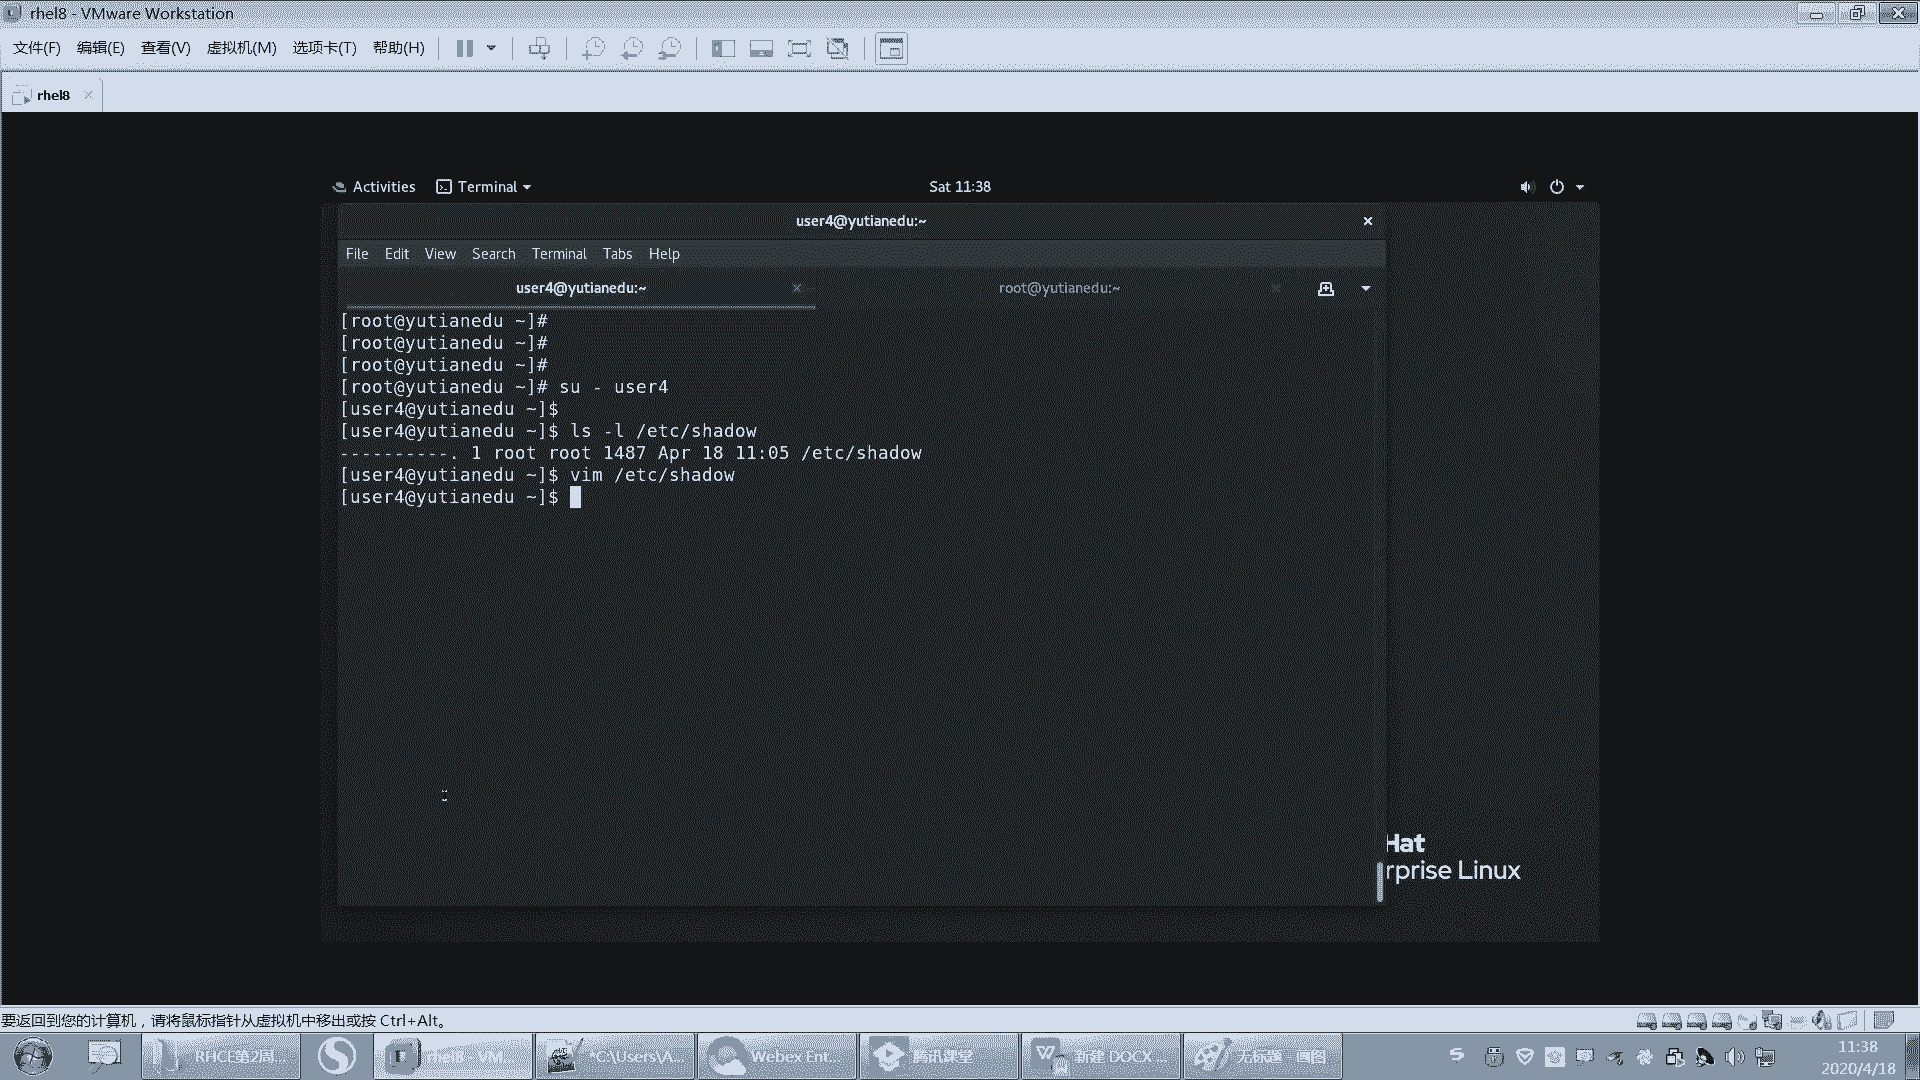 rhel8 - VMware Workstation
文件(F) 编辑(E) 查看(V) 虚拟机(M) 选项卡(T) 帮助(H)
rhel8
Activities Terminal Sat 11:38
user4@yutianedu:~
File Edit View Search Terminal Tabs Help
user4@yutianedu:~ root@yutianedu:~
[root@yutianedu ~]#
[root@yutianedu ~]#
[root@yutianedu ~]#
[root@yutianedu ~]# su - user4
[user4@yutianedu ~]$
[user4@yutianedu ~]$ ls -l /etc/shadow
----------. 1 root root 1487 Apr 18 11:05 /etc/shadow
[user4@yutianedu ~]$ vim /etc/shadow
[user4@yutianedu ~]$
Hat
rprise Linux
要返回到您的计算机，请将鼠标指针从虚拟机中移出或按 Ctrl+Alt。
RHCE第2周... rhel8 - VM... *C:\Users\A... Webex Ent... 腾讯课堂 新建 DOCX ... 无标题 - 画图
11:38
2020/4/18